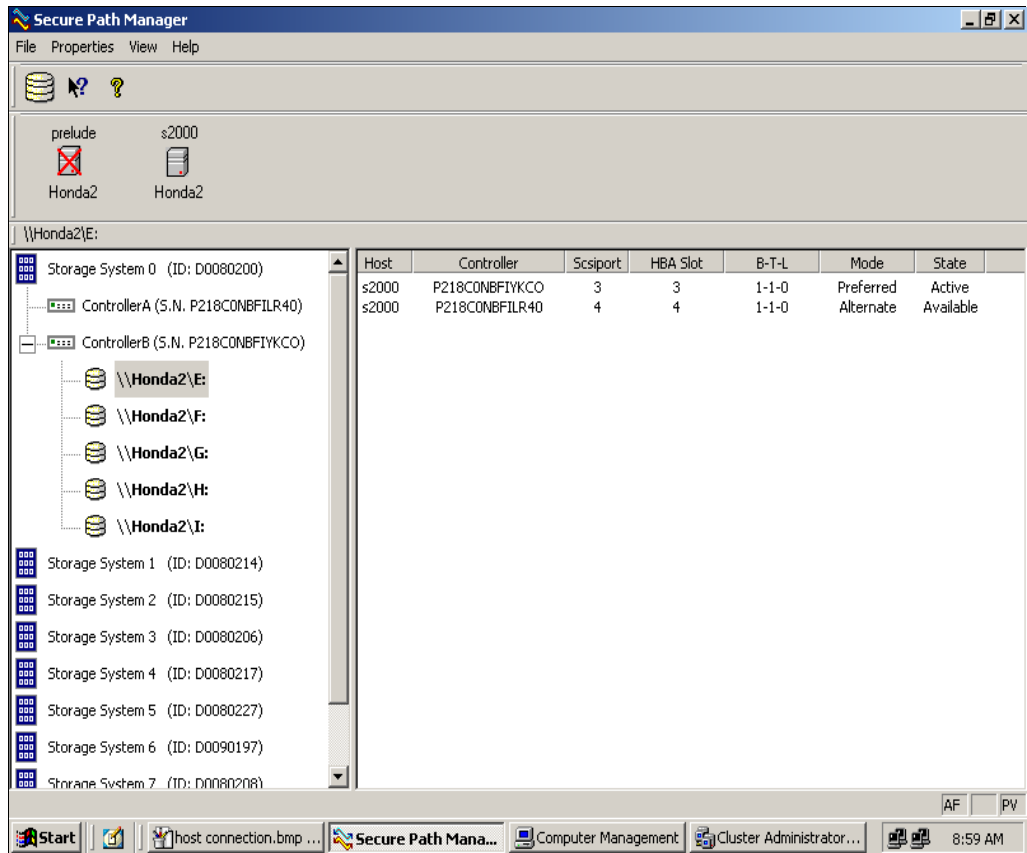 Secure Path Manager
File Properties View Help
prelude s2000
Honda2 Honda2
\\Honda2\E:
Storage System 0 (ID: D0080200)
ControllerA (S.N. P218C0NBFILR40)
ControllerB (S.N. P218C0NBFIYKCO)
\\Honda2\E:
\\Honda2\F:
\\Honda2\G:
\\Honda2\H:
\\Honda2\I:
Storage System 1 (ID: D0080214)
Storage System 2 (ID: D0080215)
Storage System 3 (ID: D0080206)
Storage System 4 (ID: D0080217)
Storage System 5 (ID: D0080227)
Storage System 6 (ID: D0090197)
Storage System 7 (ID: D0080208)
Host Controller Scsiport HBA Slot B-T-L Mode State
s2000 P218C0NBFIYKCO 3 3 1-1-0 Preferred Active
s2000 P218C0NBFILR40 4 4 1-1-0 Alternate Available
AF PV
Start host connection.bmp ... Secure Path Mana... Computer Management Cluster Administrator... 8:59 AM